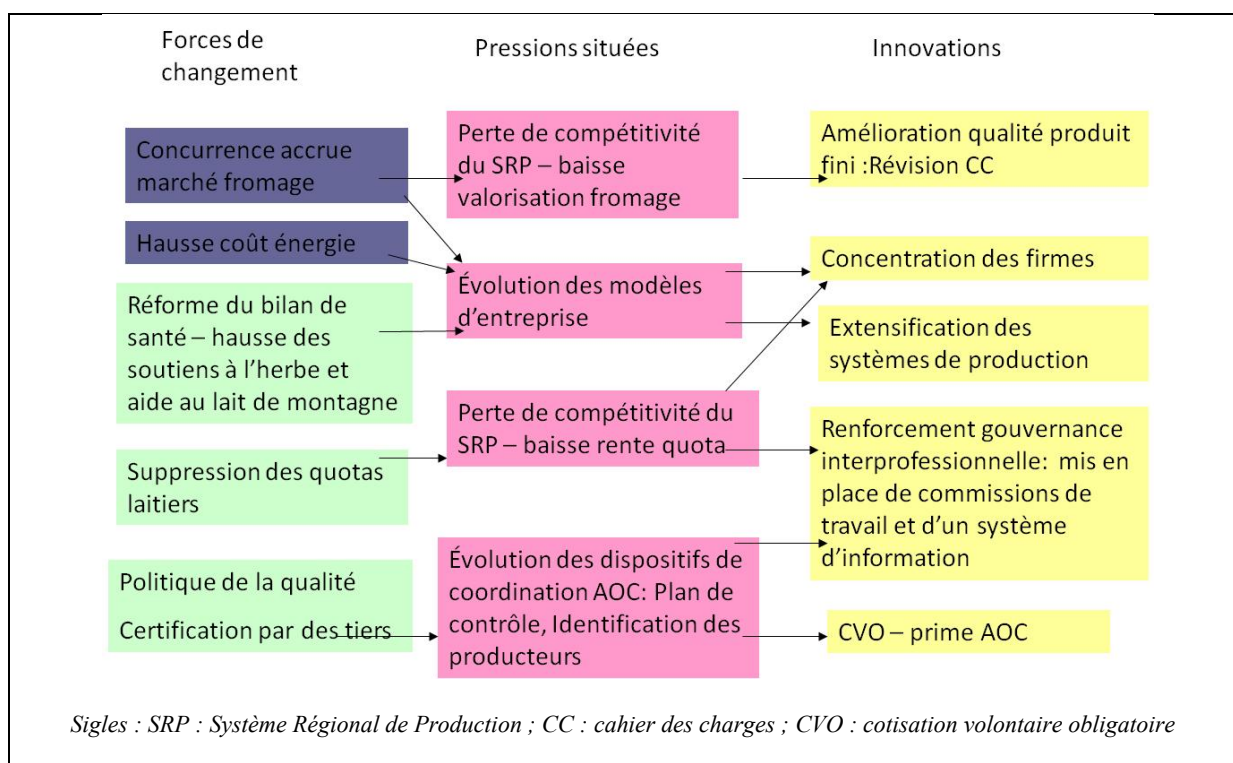 Forces de
changement
Pressions situées
Innovations
Concurrence accrue
marché fromage
Hausse coût énergie
Réforme du bilan de
santé – hausse des
soutiens à l’herbe et
aide au lait de montagne
Suppression des quotas
laitiers
Politique de la qualité
Certification par des tiers
Perte de compétitivité
du SRP – baisse
valorisation fromage
Évolution des modèles
d’entreprise
Perte de compétitivité du
SRP – baisse rente quota
Évolution des dispositifs de
coordination AOC: Plan de
contrôle, Identification des
producteurs
Amélioration qualité produit
fini :Révision CC
Concentration des firmes
Extensification des
systèmes de production
Renforcement gouvernance
interprofessionnelle: mis en
place de commissions de
travail et d’un système
d’information
CVO – prime AOC
Sigles : SRP : Système Régional de Production ; CC : cahier des charges ; CVO : cotisation volontaire obligatoire